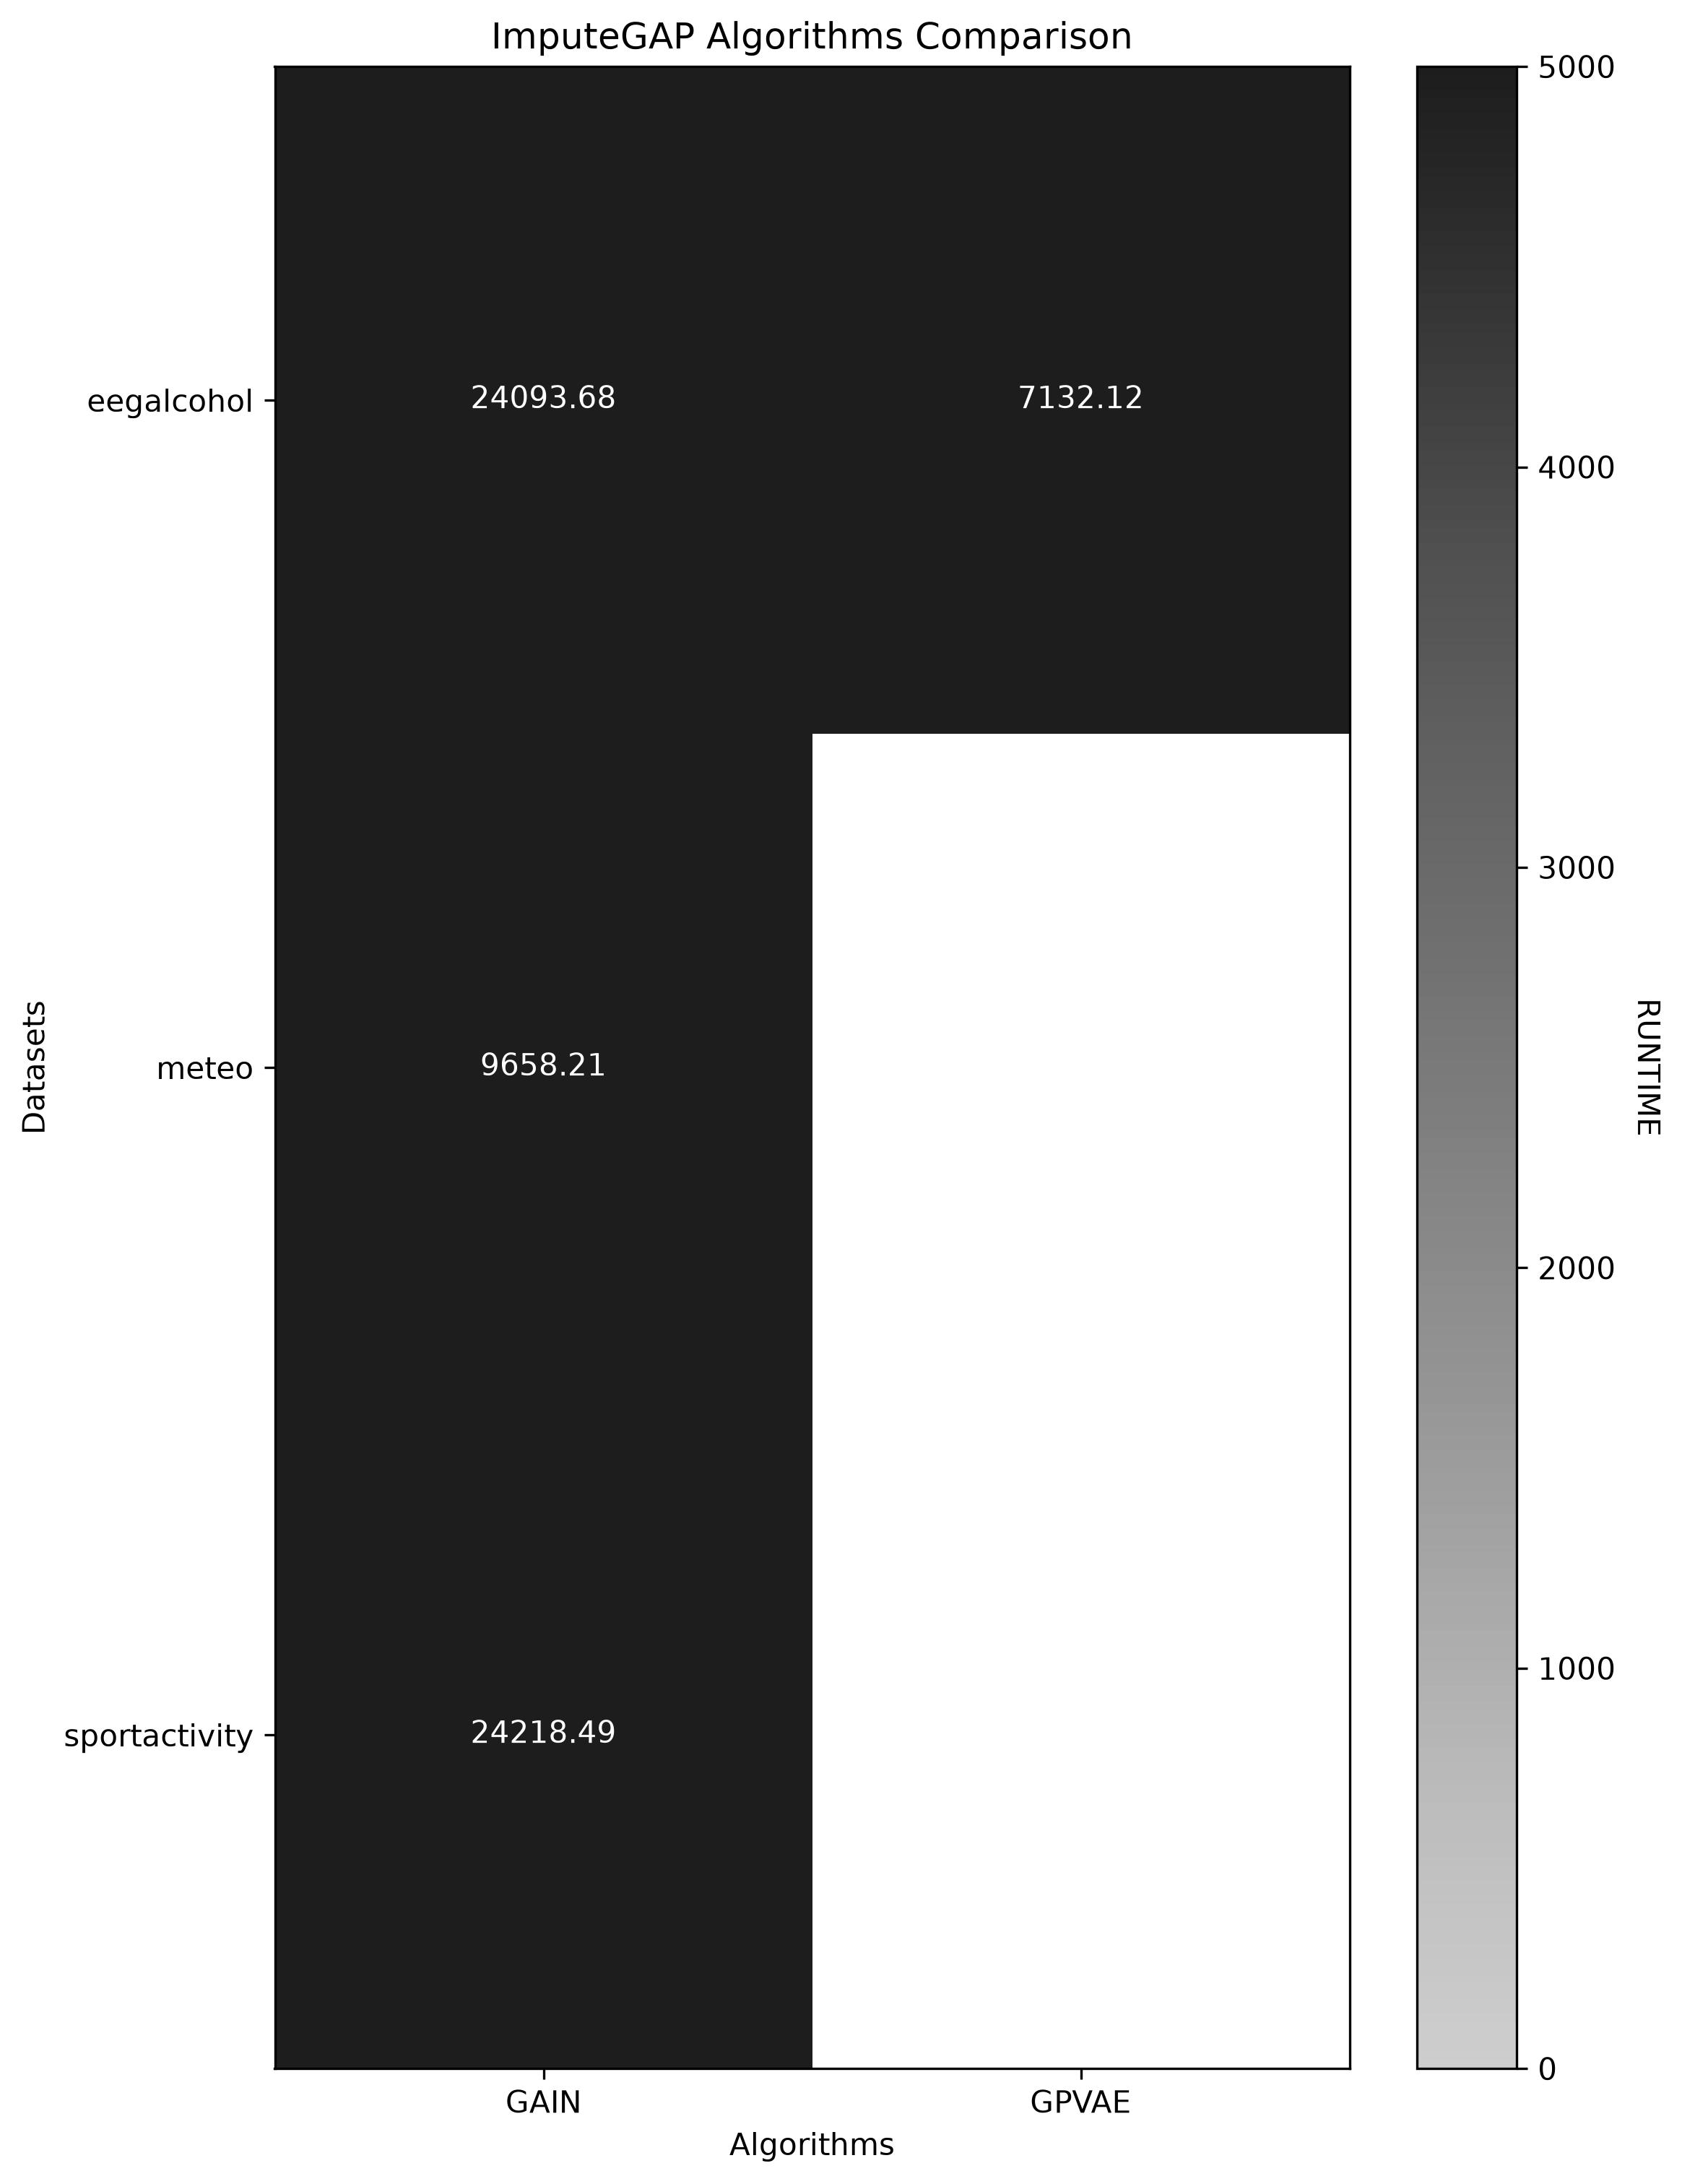 ImputeGAP Algorithms Comparison
eegalcohol
24093.68
7132.12
meteo
9658.21
sportactivity
24218.49
Datasets
GAIN
GPVAE
Algorithms
5000
4000
3000
2000
1000
0
RUNTIME